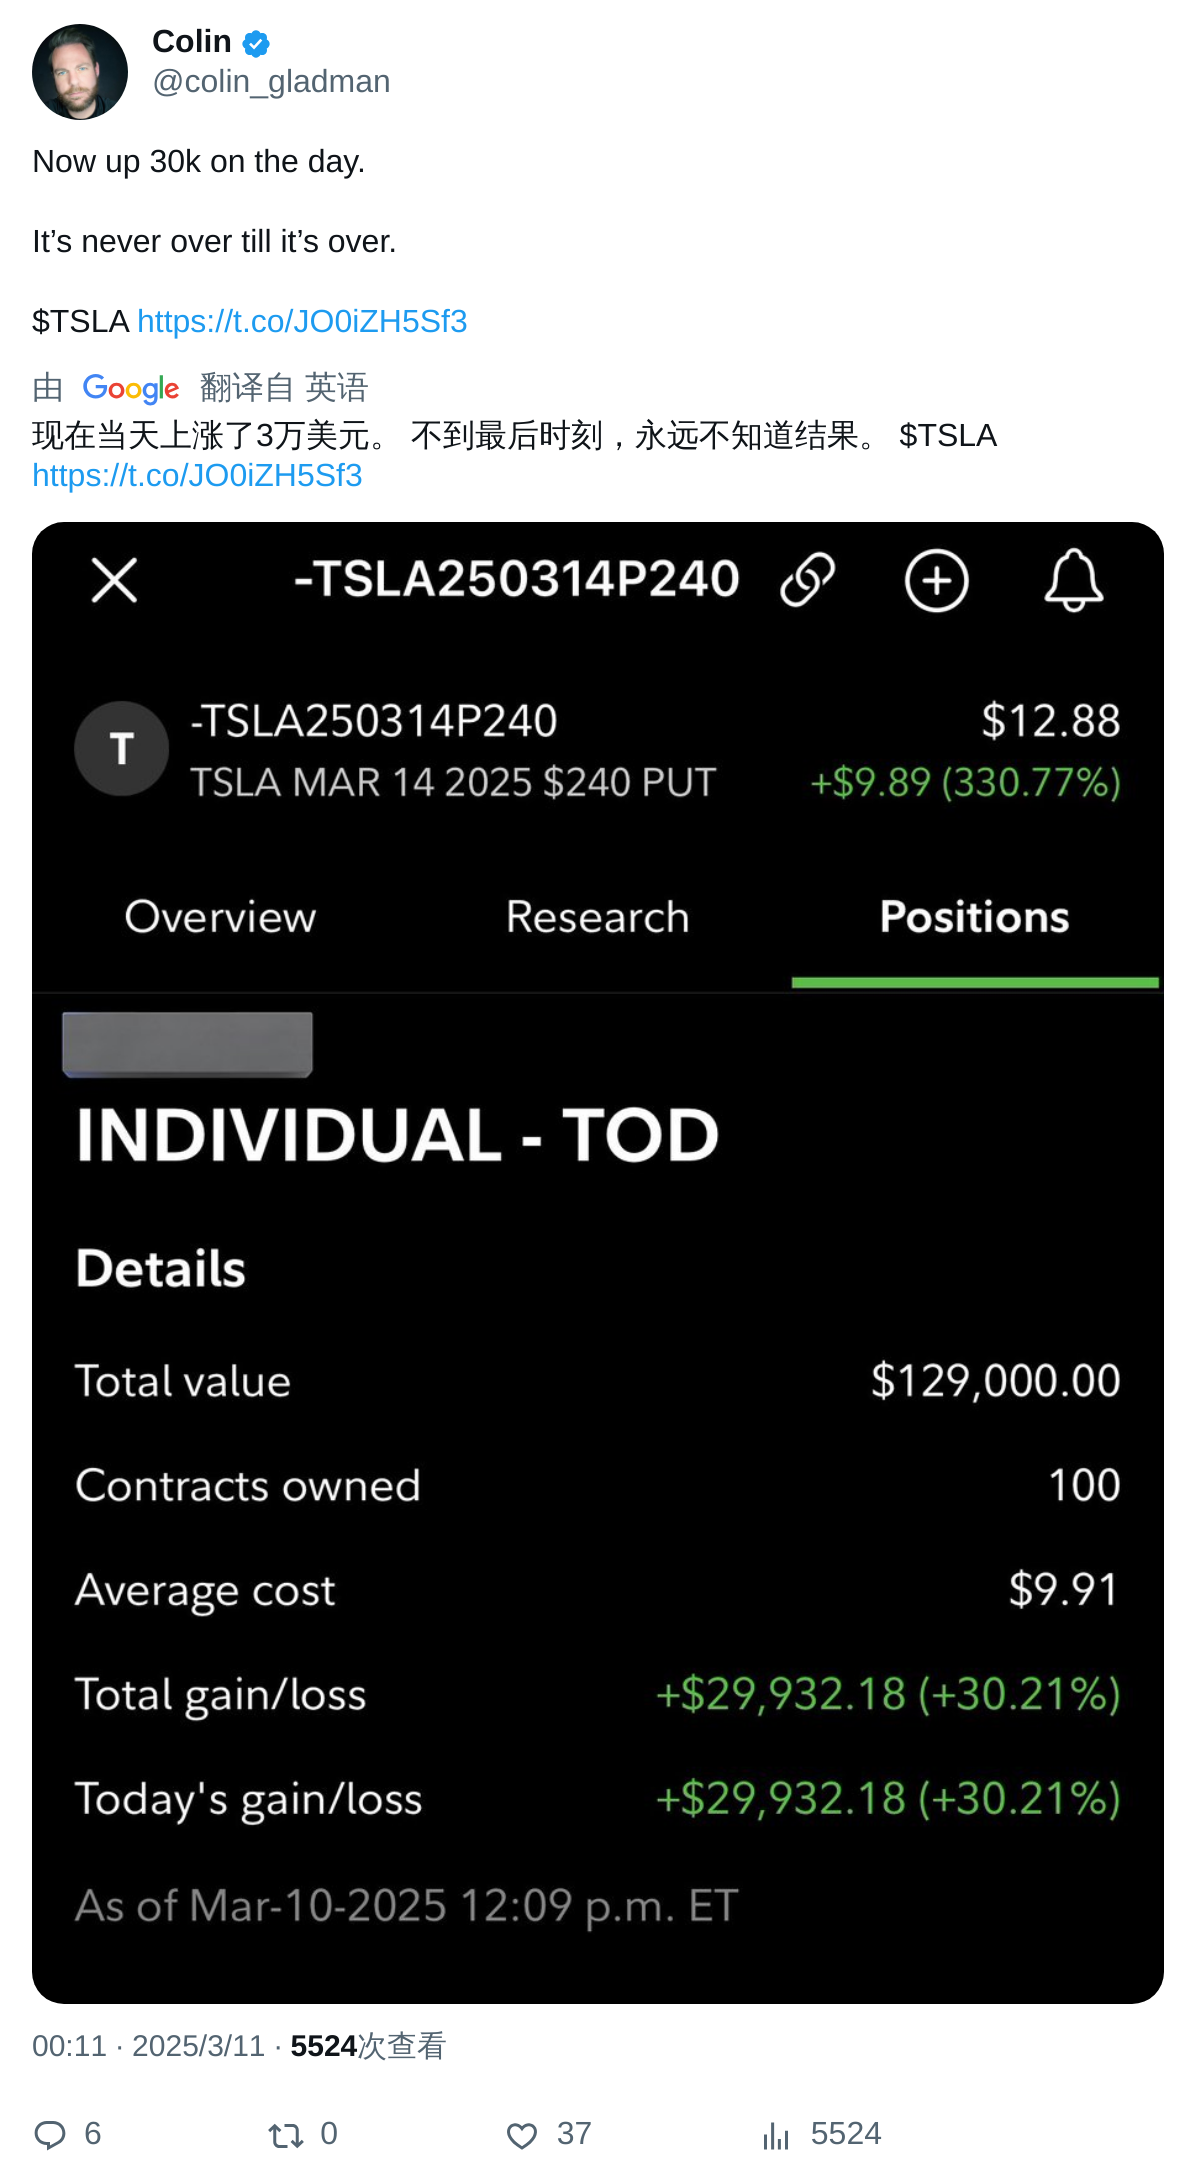 Colin
@colin_gladman
Now up 30k on the day.
It’s never over till it’s over.
$TSLA https://t.co/JO0iZH5Sf3
由 Google 翻译自 英语
现在当天上涨了3万美元。 不到最后时刻，永远不知道结果。 $TSLA
https://t.co/JO0iZH5Sf3
-TSLA250314P240
T
-TSLA250314P240 $12.88
TSLA MAR 14 2025 $240 PUT +$9.89 (330.77%)
Overview Research Positions
INDIVIDUAL - TOD
Details
Total value $129,000.00
Contracts owned 100
Average cost $9.91
Total gain/loss +$29,932.18 (+30.21%)
Today's gain/loss +$29,932.18 (+30.21%)
As of Mar-10-2025 12:09 p.m. ET
00:11 · 2025/3/11 · 5524次查看
6 0 37 5524